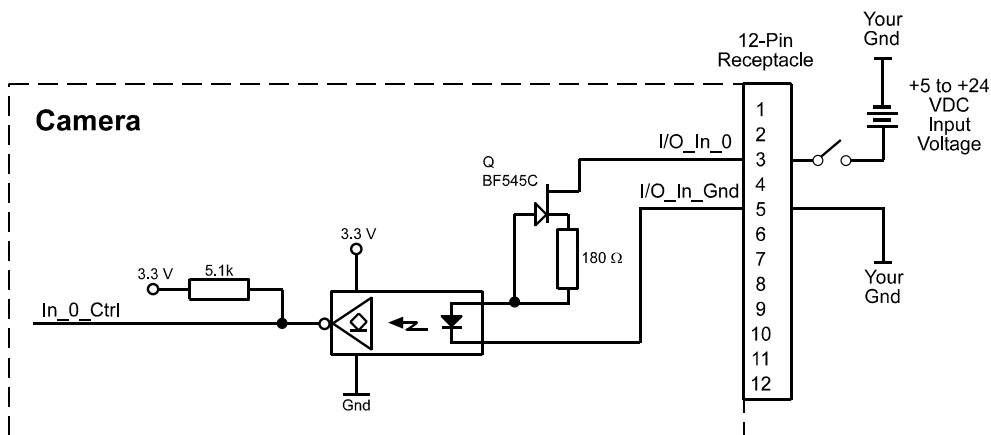 Your
Gnd
12-Pin
Receptacle
+5 to +24
VDC
Input
Voltage
Camera
I/O_In_0
Q
BF545C
I/O_In_Gnd
1
2
3
4
5
6
7
8
9
10
11
12
3.3 V
180 Ω
3.3 V
5.1k
In_0_Ctrl
Gnd
Your
Gnd